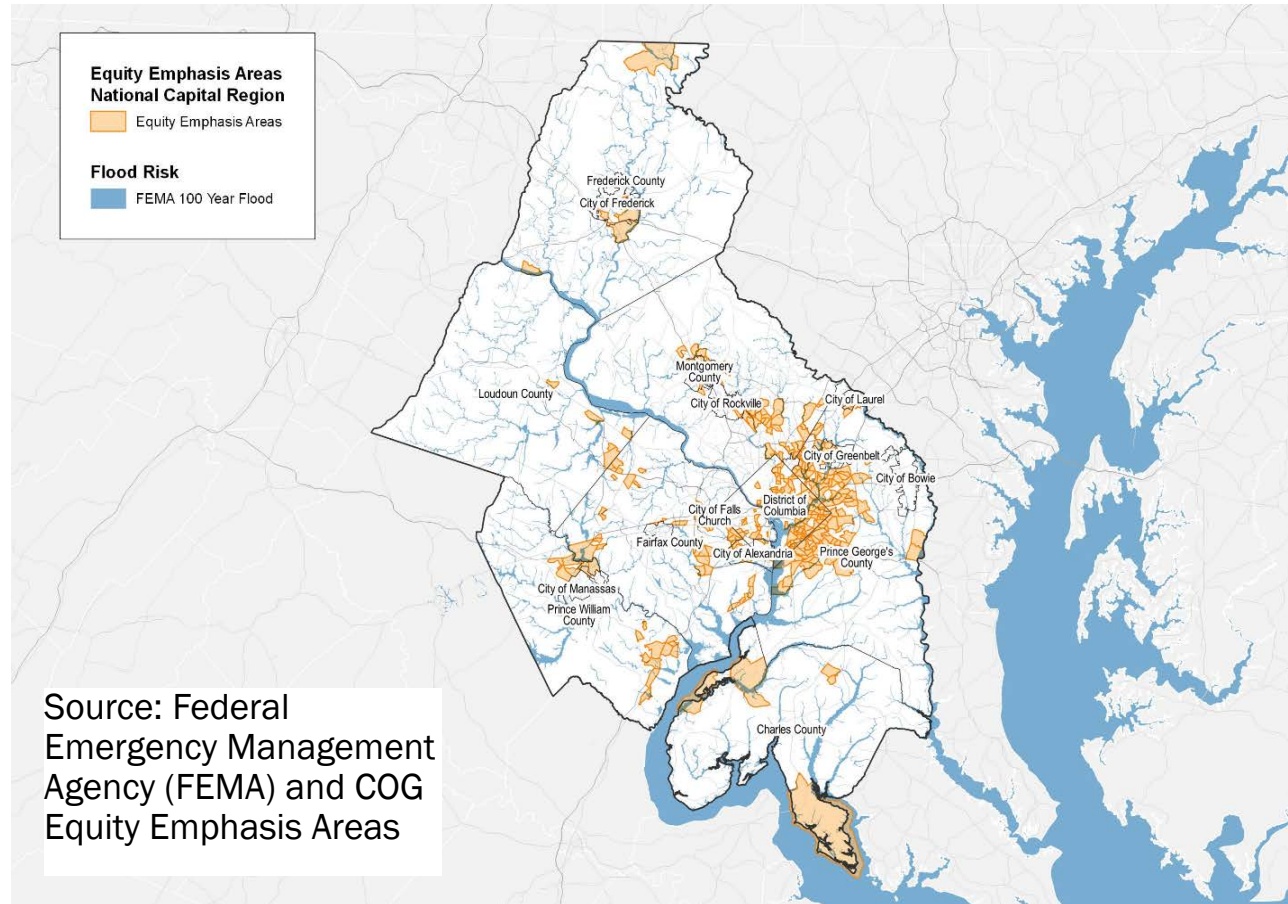 Equity Emphasis Areas
National Capital Region
Equity Emphasis Areas
Flood Risk
FEMA 100 Year Flood
Frederick County
City of Frederick
Montgomery
County
Loudoun County
City of Rockville
City of Laurel
City of Greenbelt
City of Bowie
District of
Columbia
City of Falls
Church
Fairfax County
City of Alexandria
Prince George's
County
City of Manassas
Prince William
County
Charles County
Source: Federal
Emergency Management
Agency (FEMA) and COG
Equity Emphasis Areas